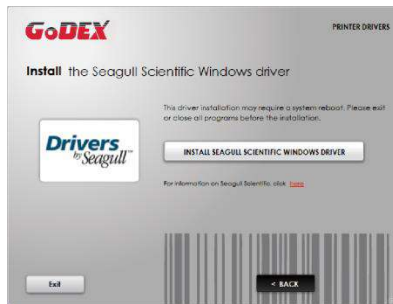 GoDEX
PRINTER DRIVERS
Install the Seagull Scientific Windows driver
This driver installation may require a system reboot. Please exit
or close all programs before the installation.
Drivers
by Seagull™
INSTALL SEAGULL SCIENTIFIC WINDOWS DRIVER
For information on Seagull Scientific, click here
Exit
< BACK